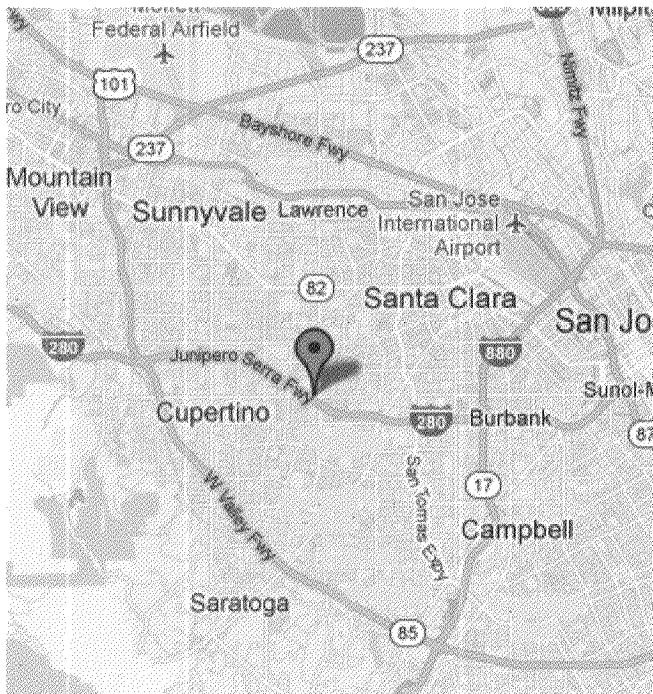 Federal Airfield
237
101
Bayshore Fwy
Nimitz Fwy
237
Mountain
View
Sunnyvale
Lawrence
San Jose
International
Airport
82
Santa Clara
San Jo
280
880
Junipero Serra Fwy
Sunol-M
Cupertino
280
Burbank
87
17
San Tomas Expy
W Valley Fwy
Campbell
Saratoga
85